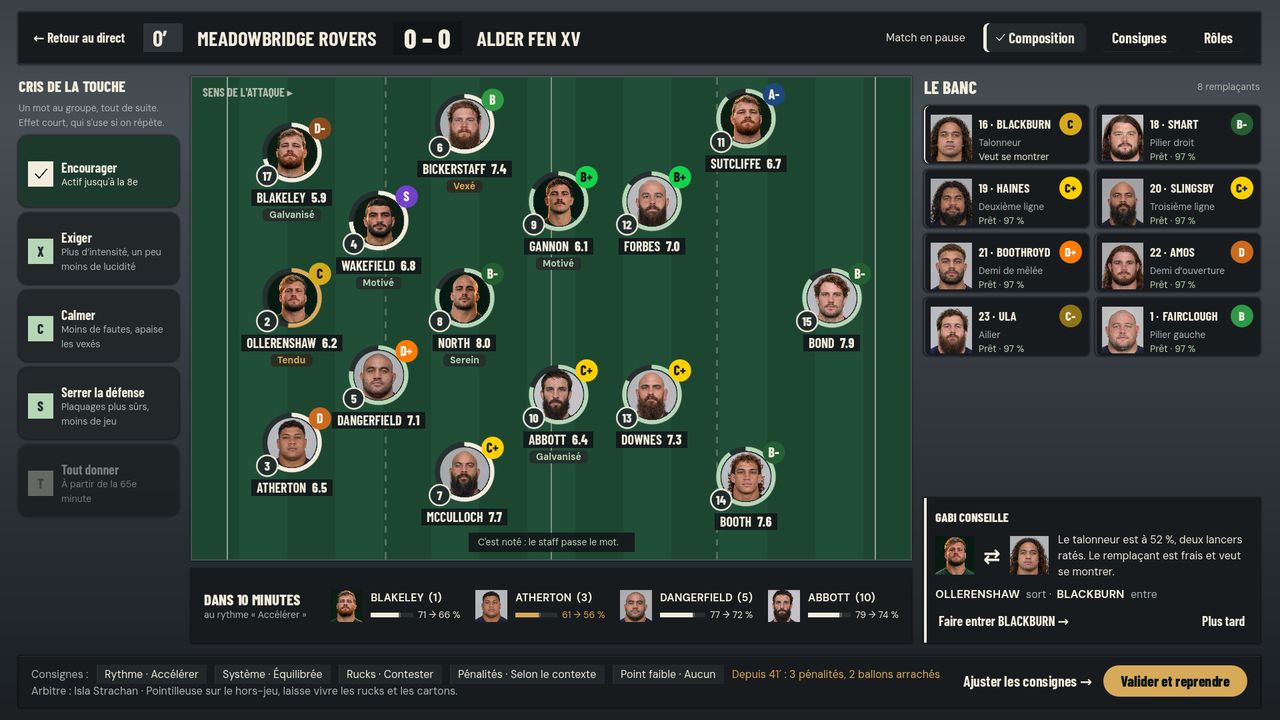 ← Retour au direct
0'
MEADOWBRIDGE ROVERS
0 – 0
ALDER FEN XV
Match en pause
✓ Composition
Consignes
Rôles
CRIS DE LA TOUCHE
Un mot au groupe, tout de suite.
Effet court, qui s'use si on répète.
Encourager
Actif jusqu'à la 8e
X
Exiger
Plus d'intensité, un peu
moins de lucidité
C
Calmer
Moins de fautes, apaise
les vexés
S
Serrer la défense
Plaquages plus sûrs,
moins de jeu
T
Tout donner
À partir de la 65e
minute
SENS DE L'ATTAQUE ▸
D-
17
BLAKELEY 5.9
Galvanisé
B
6
BICKERSTAFF 7.4
Vexé
A-
11
SUTCLIFFE 6.7
S
4
WAKEFIELD 6.8
Motivé
B+
9
GANNON 6.1
Motivé
B+
12
FORBES 7.0
C
2
OLLERENSHAW 6.2
Tendu
B-
8
NORTH 8.0
Serein
B-
15
BOND 7.9
D+
5
DANGERFIELD 7.1
C+
10
ABBOTT 6.4
Galvanisé
C+
13
DOWNES 7.3
D
3
ATHERTON 6.5
C+
7
MCCULLOCH 7.7
B-
14
BOOTH 7.6
C'est noté : le staff passe le mot.
LE BANC
8 remplaçants
16 · BLACKBURN
Talonneur
Veut se montrer
C
18 · SMART
Pilier droit
Prêt · 97 %
B-
19 · HAINES
Deuxième ligne
Prêt · 97 %
C+
20 · SLINGSBY
Troisième ligne
Prêt · 97 %
C+
21 · BOOTHROYD
Demi de mêlée
Prêt · 97 %
D+
22 · AMOS
Demi d'ouverture
Prêt · 97 %
D
23 · ULA
Ailier
Prêt · 97 %
C-
1 · FAIRCLOUGH
Pilier gauche
Prêt · 97 %
B
GABI CONSEILLE
⇄
Le talonneur est à 52 %, deux lancers
ratés. Le remplaçant est frais et veut
se montrer.
OLLERENSHAW sort · BLACKBURN entre
Faire entrer BLACKBURN →
Plus tard
DANS 10 MINUTES
au rythme « Accélérer »
BLAKELEY (1)
71 → 66 %
ATHERTON (3)
61 → 56 %
DANGERFIELD (5)
77 → 72 %
ABBOTT (10)
79 → 74 %
Consignes :
Rythme · Accélérer
Système · Équilibrée
Rucks · Contester
Pénalités · Selon le contexte
Point faible · Aucun
Depuis 41' : 3 pénalités, 2 ballons arrachés
Arbitre : Isla Strachan · Pointilleuse sur le hors-jeu, laisse vivre les rucks et les cartons.
Ajuster les consignes →
Valider et reprendre